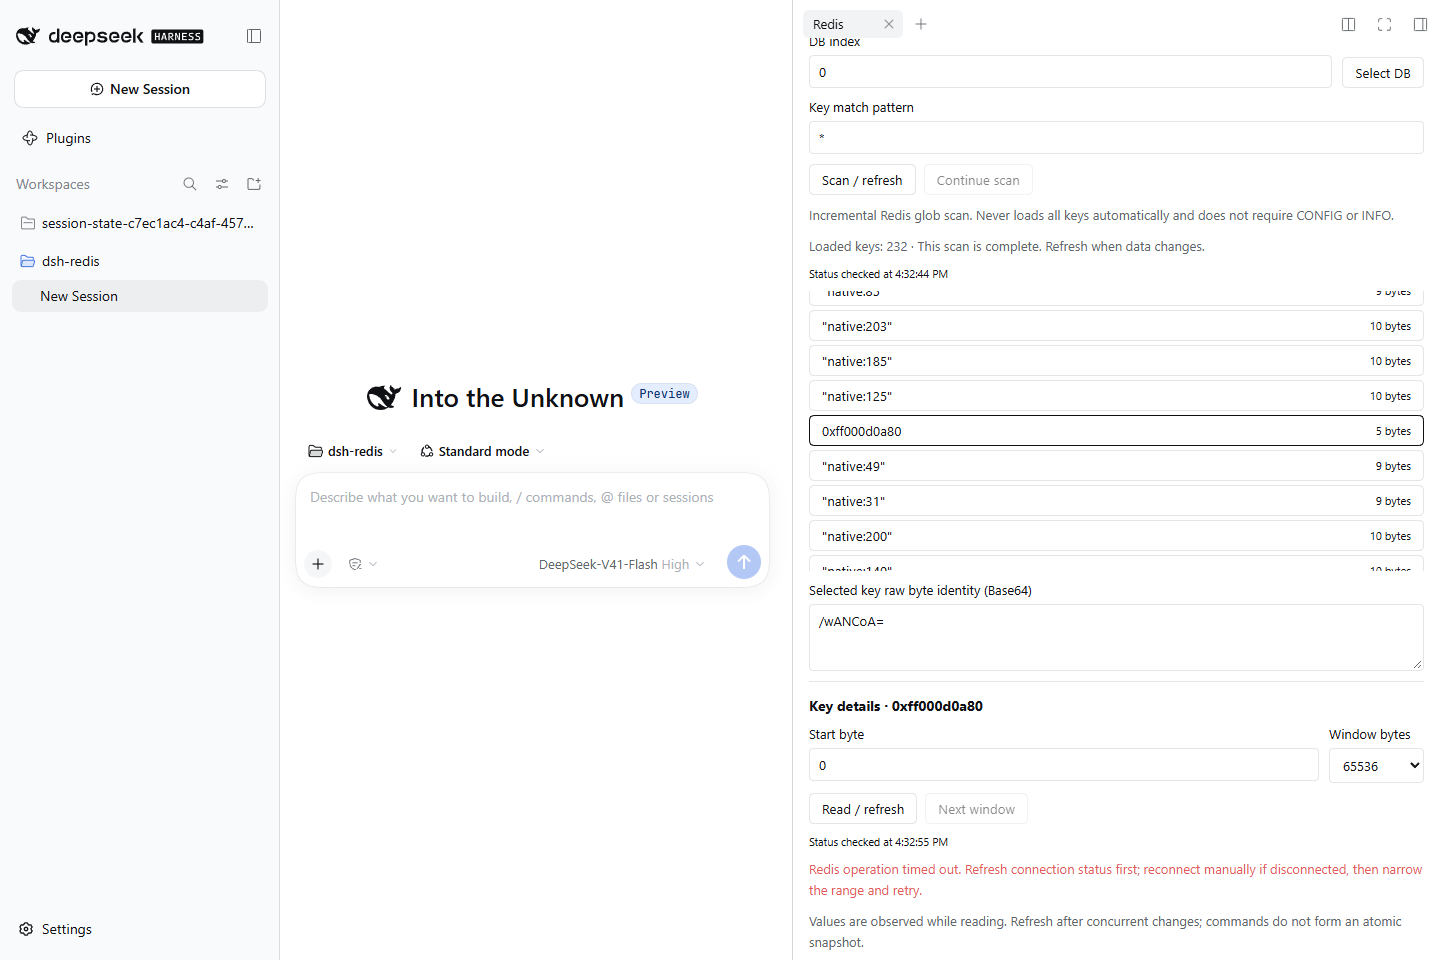 deepseek HARNESS
New Session
Plugins
Workspaces
session-state-c7ec1ac4-c4af-457...
dsh-redis
New Session
Settings
Into the Unknown Preview
dsh-redis Standard mode
Describe what you want to build, / commands, @ files or sessions
DeepSeek-V41-Flash High
Redis
DB index
0 Select DB
Key match pattern
*
Scan / refresh Continue scan
Incremental Redis glob scan. Never loads all keys automatically and does not require CONFIG or INFO.
Loaded keys: 232 · This scan is complete. Refresh when data changes.
Status checked at 4:32:44 PM
"native:85 9 bytes
"native:203" 10 bytes
"native:185" 10 bytes
"native:125" 10 bytes
0xff000d0a80 5 bytes
"native:49" 9 bytes
"native:31" 9 bytes
"native:200" 10 bytes
"native:149" 10 bytes
Selected key raw byte identity (Base64)
/wANCoA=
Key details · 0xff000d0a80
Start byte Window bytes
0 65536
Read / refresh Next window
Status checked at 4:32:55 PM
Redis operation timed out. Refresh connection status first; reconnect manually if disconnected, then narrow
the range and retry.
Values are observed while reading. Refresh after concurrent changes; commands do not form an atomic
snapshot.